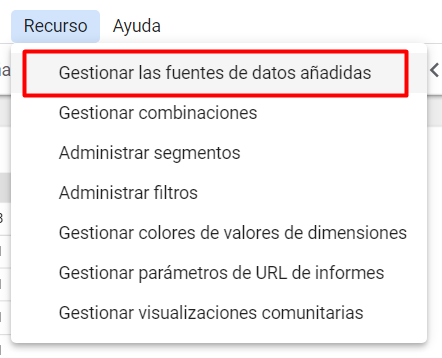 Recurso Ayuda
Gestionar las fuentes de datos añadidas
Gestionar combinaciones
Administrar segmentos
Administrar filtros
Gestionar colores de valores de dimensiones
Gestionar parámetros de URL de informes
Gestionar visualizaciones comunitarias